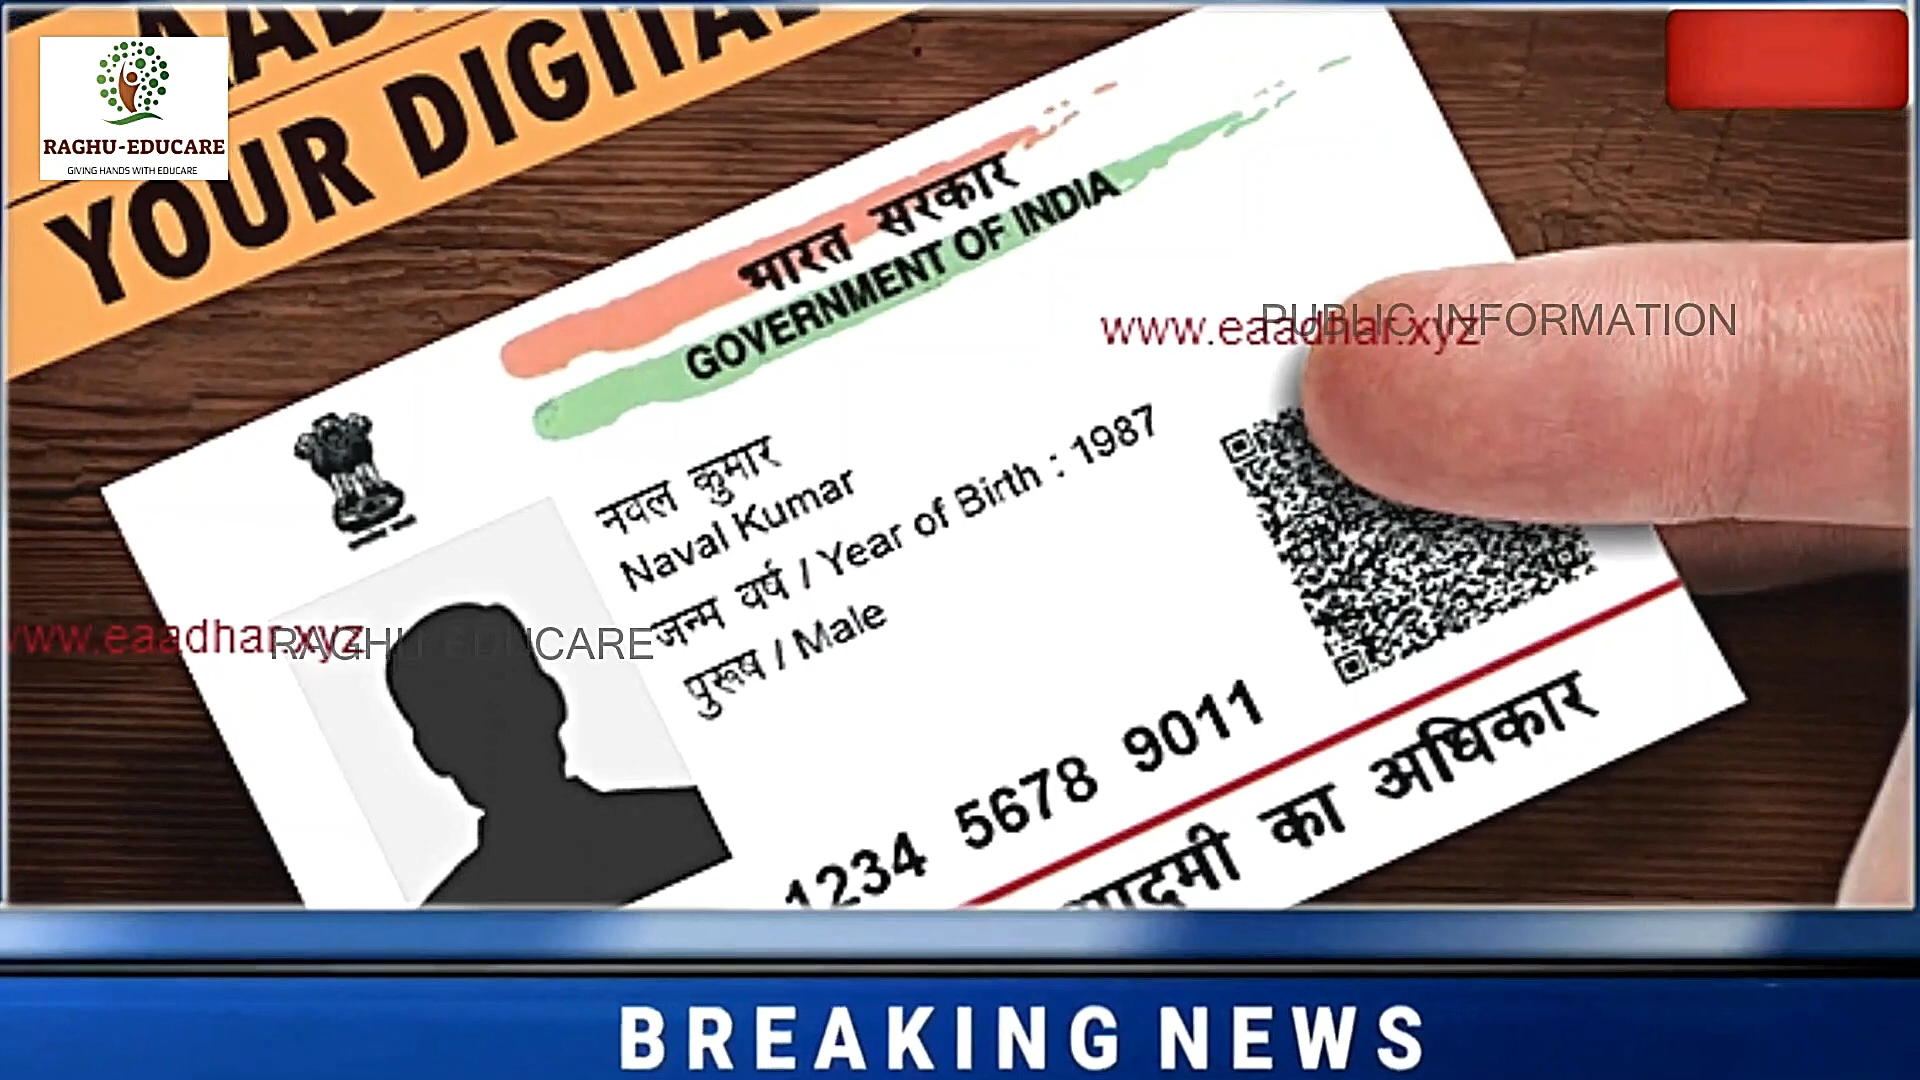 YOUR DIGITAL
RAGHU-EDUCARE
GIVING HANDS WITH EDUCARE
भारत सरकार
GOVERNMENT OF INDIA
www.eaadhar.xyz
PUBLIC INFORMATION
नवल कुमार
Naval Kumar
जन्म वर्ष / Year of Birth : 1987
पुरूष / Male
www.eaadhar.xyz
RAGHU EDUCARE
1234 5678 9011
का अधिकार
BREAKING NEWS